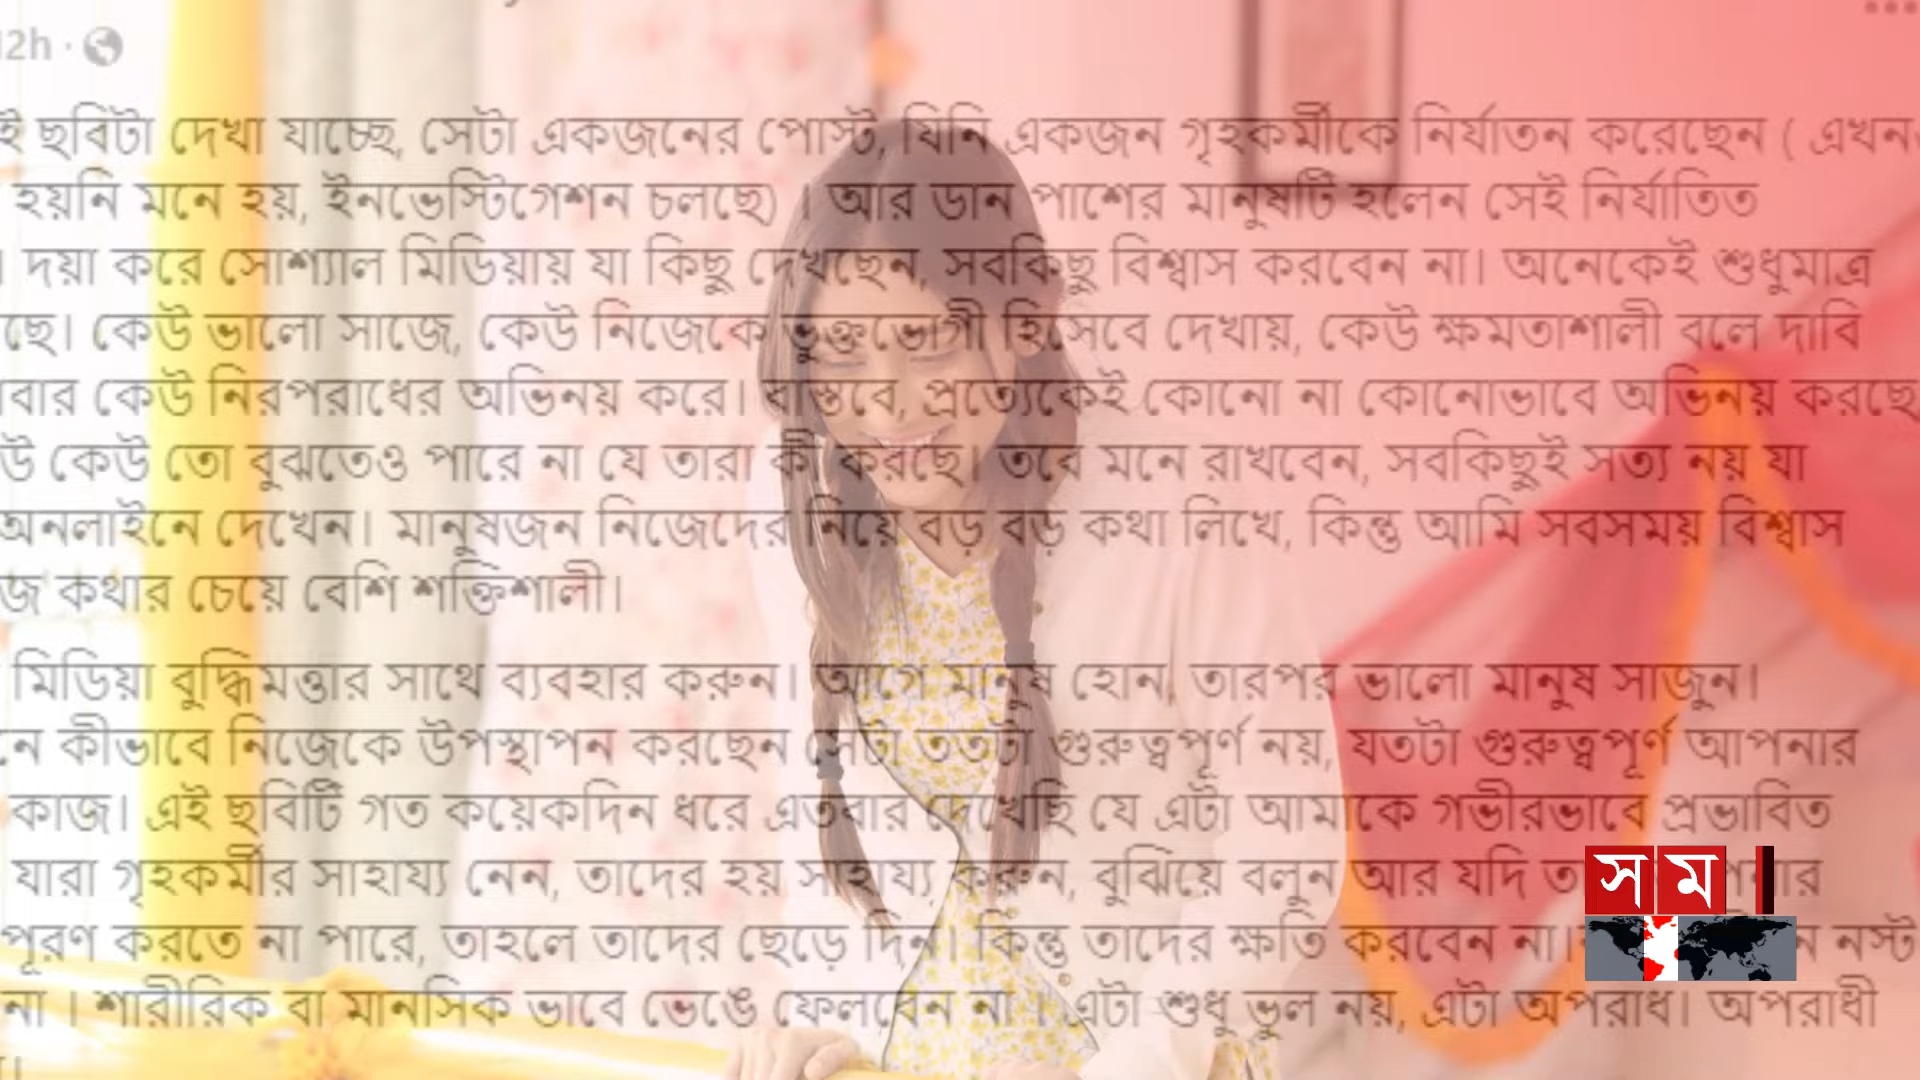 12h ·
ই ছবিটা দেখা যাচ্ছে, সেটা একজনের পোস্ট, যিনি একজন গৃহকর্মীকে নির্যাতন করেছেন ( এখন
হয়নি মনে হয়, ইনভেস্টিগেশন চলছে) । আর ডান পাশের মানুষটি হলেন সেই নির্যাতিত
। দয়া করে সোশ্যাল মিডিয়ায় যা কিছু দেখছেন, সবকিছু বিশ্বাস করবেন না। অনেকেই শুধুমাত্র
ছে। কেউ ভালো সাজে, কেউ নিজেকে ভুক্তভোগী হিসেবে দেখায়, কেউ ক্ষমতাশালী বলে দাবি
বার কেউ নিরপরাধের অভিনয় করে। বাস্তবে, প্রত্যেকেই কোনো না কোনোভাবে অভিনয় করছে
উ কেউ তো বুঝতেও পারে না যে তারা কী করছে। তবে মনে রাখবেন, সবকিছুই সত্য নয় যা
অনলাইনে দেখেন। মানুষজন নিজেদের নিয়ে বড় বড় কথা লিখে, কিন্তু আমি সবসময় বিশ্বাস
জ কথার চেয়ে বেশি শক্তিশালী।
মিডিয়া বুদ্ধিমত্তার সাথে ব্যবহার করুন। আগে মানুষ হোন, তারপর ভালো মানুষ সাজুন।
নে কীভাবে নিজেকে উপস্থাপন করছেন সেটা ততটা গুরুত্বপূর্ণ নয়, যতটা গুরুত্বপূর্ণ আপনার
কাজ। এই ছবিটি গত কয়েকদিন ধরে এতবার দেখেছি যে এটা আমাকে গভীরভাবে প্রভাবিত
যারা গৃহকর্মীর সাহায্য নেন, তাদের হয় সাহায্য করুন, বুঝিয়ে বলুন আর যদি
পূরণ করতে না পারে, তাহলে তাদের ছেড়ে দিন। কিন্তু তাদের ক্ষতি করবেন না। নস্ট
না । শারীরিক বা মানসিক ভাবে ভেঙে ফেলবেন না । এটা শুধু ভুল নয়, এটা অপরাধ। অপরাধী
সময়